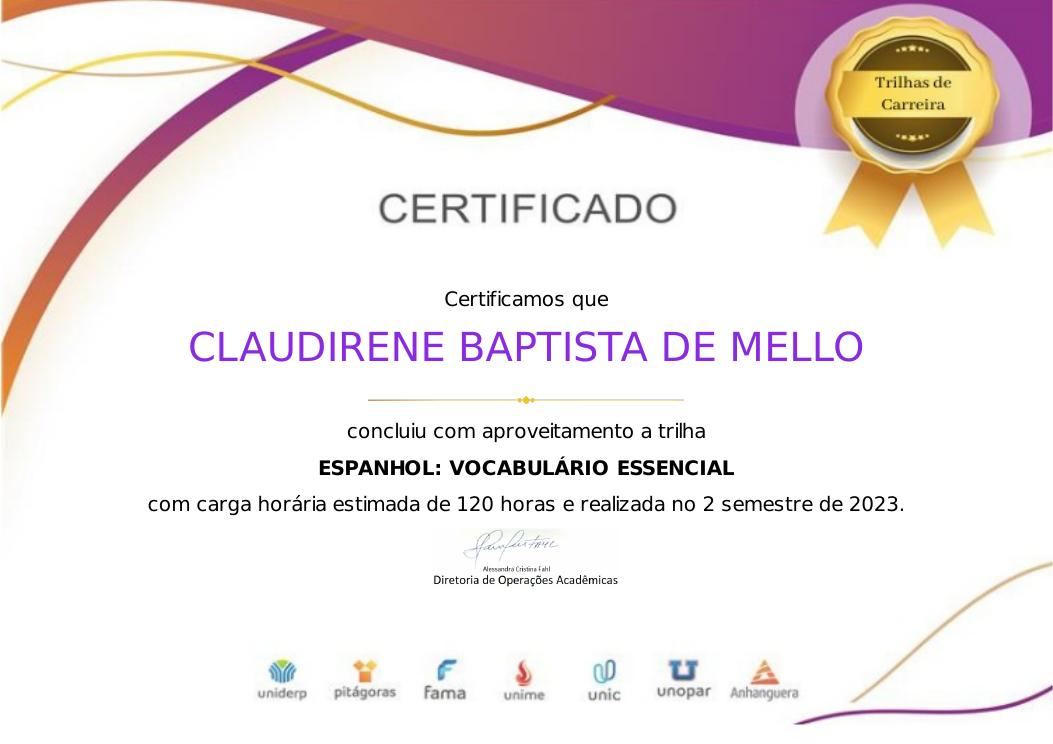 Trilhas de
Carreira
CERTIFICADO
Certificamos que
CLAUDIRENE BAPTISTA DE MELLO
concluiu com aproveitamento a trilha
ESPANHOL: VOCABULÁRIO ESSENCIAL
com carga horária estimada de 120 horas e realizada no 2 semestre de 2023.
Alessandra Cristina Fahl
Diretoria de Operações Acadêmicas
uniderp pitágoras fama unime unic unopar Anhanguera